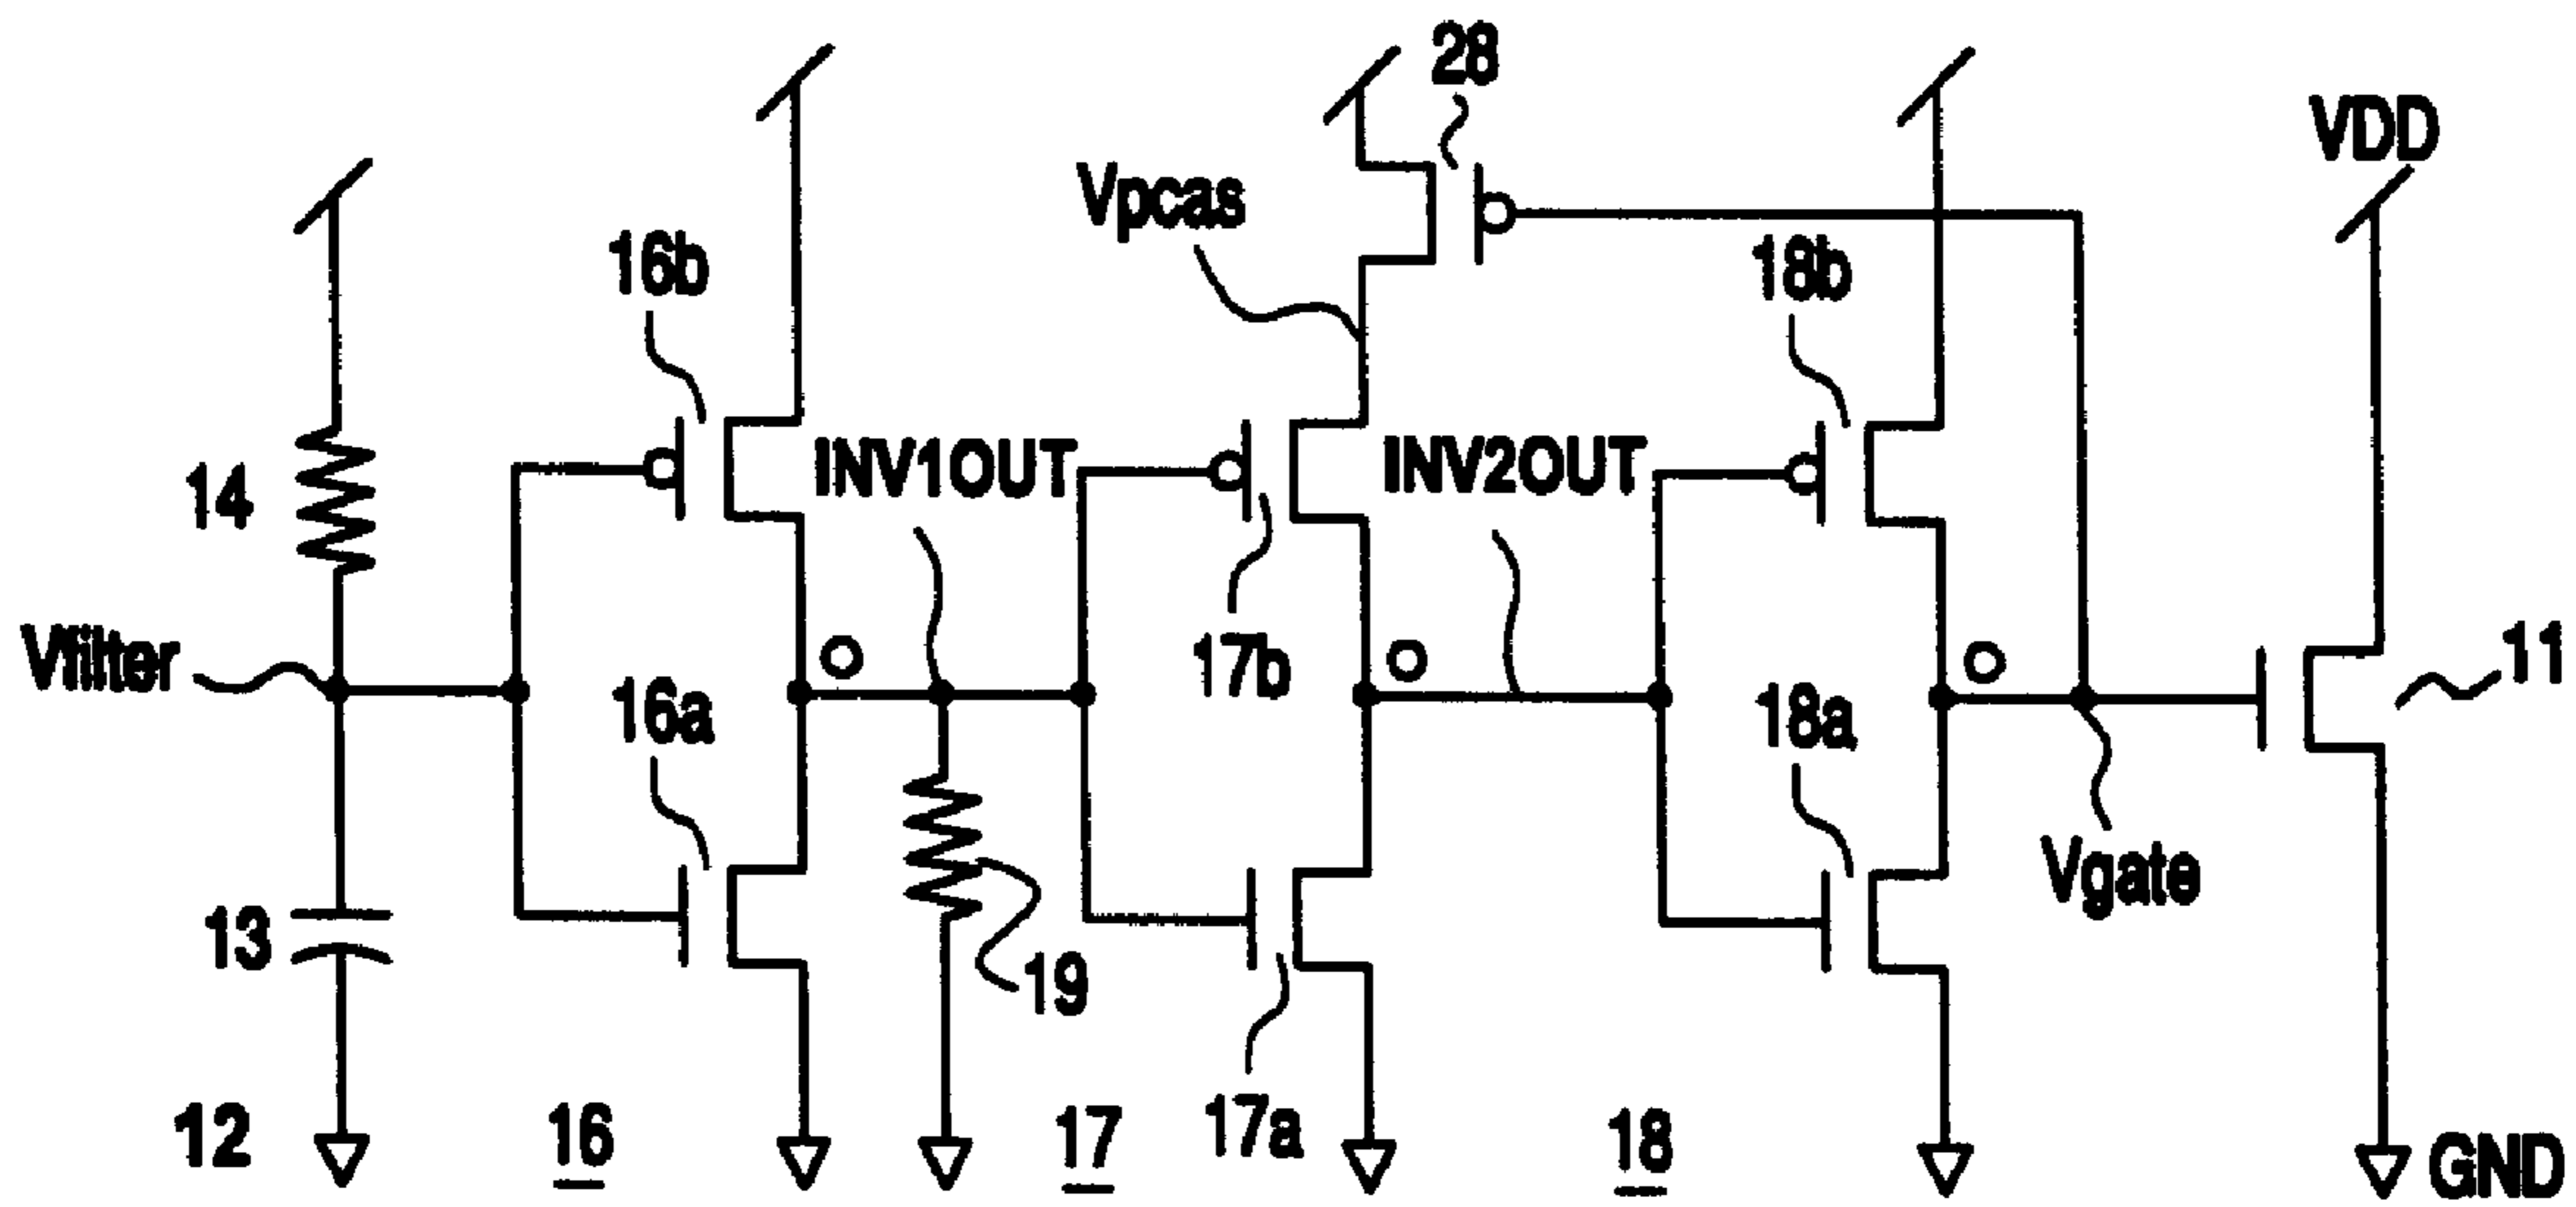 28
VDD
Vpcas
16b
18b
INV1OUT
INV2OUT
14
Vfilter
17b
11
16a
18a
Vgate
13
19
12
16
17
17a
18
GND